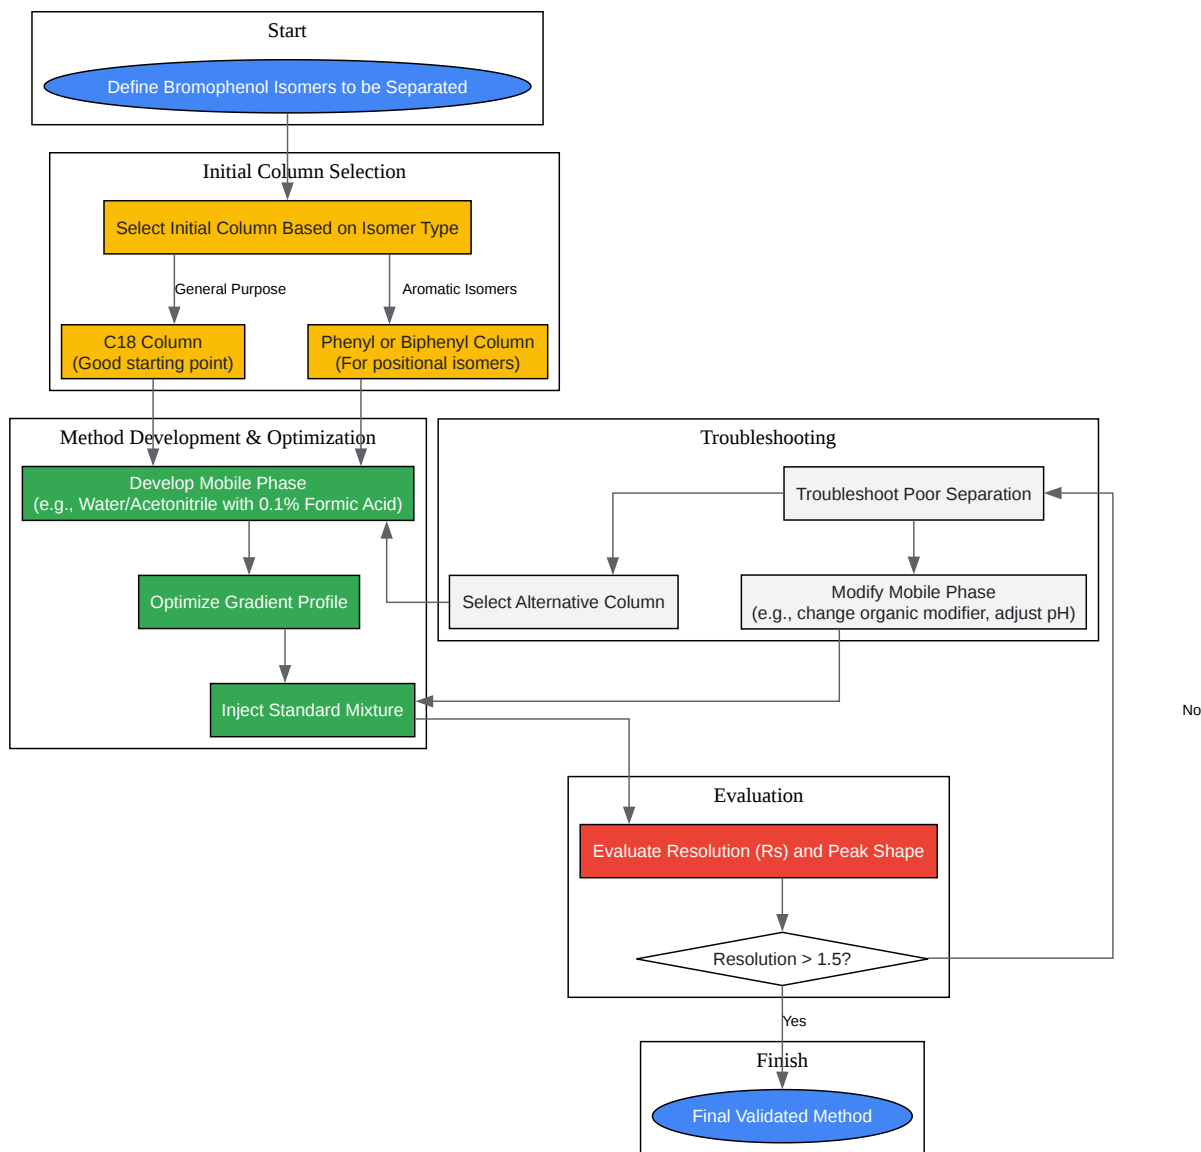 Start
Define Bromophenol Isomers to be Separated
Initial Column Selection
Select Initial Column Based on Isomer Type
General Purpose
Aromatic Isomers
C18 Column
(Good starting point)
Phenyl or Biphenyl Column
(For positional isomers)
Method Development & Optimization
Develop Mobile Phase
(e.g., Water/Acetonitrile with 0.1% Formic Acid)
Optimize Gradient Profile
Inject Standard Mixture
Troubleshooting
Troubleshoot Poor Separation
Select Alternative Column
Modify Mobile Phase
(e.g., change organic modifier, adjust pH)
No
Evaluation
Evaluate Resolution (Rs) and Peak Shape
Resolution > 1.5?
Yes
Finish
Final Validated Method